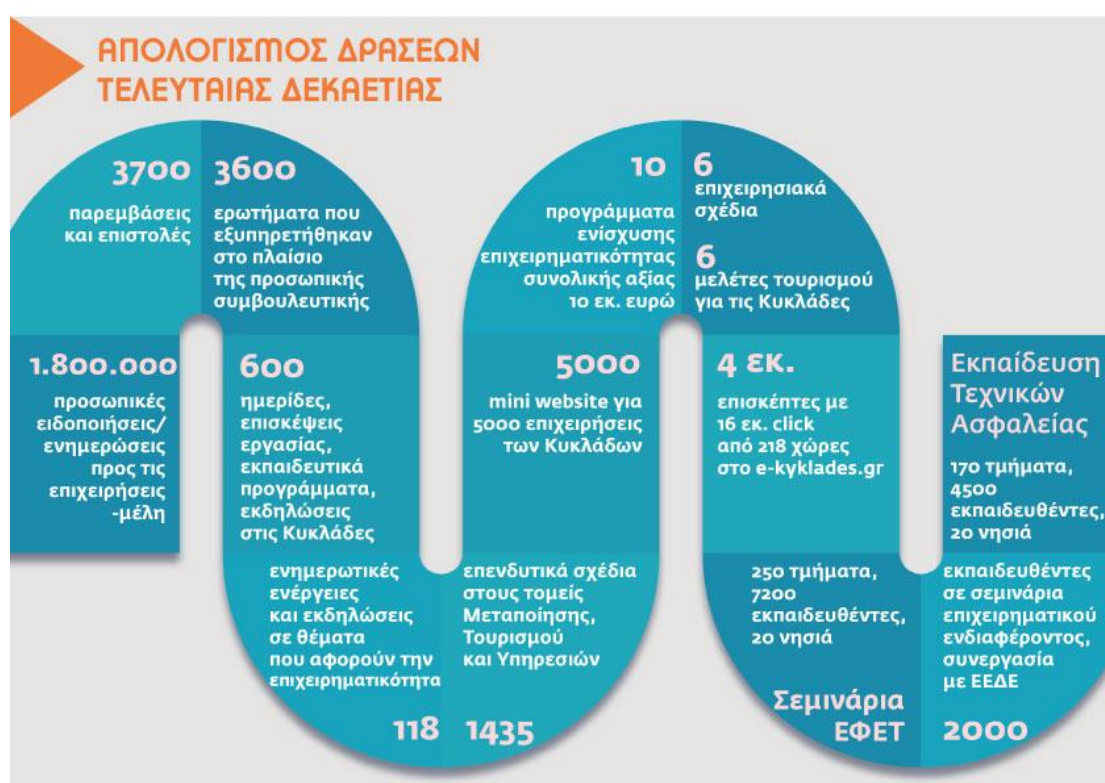 ΑΠΟΛΟΓΙΣΜΟΣ ΔΡΑΣΕΩΝ
ΤΕΛΕΥΤΑΙΑΣ ΔΕΚΑΕΤΙΑΣ
3700
παρεμβάσεις
και επιστολές
3600
ερωτήματα που
εξυπηρετήθηκαν
στο πλαίσιο
της προσωπικής
συμβουλευτικής
1.800.000
προσωπικές
ειδοποιήσεις/
ενημερώσεις
προς τις
επιχειρήσεις
-μέλη
600
ημερίδες,
επισκέψεις
εργασίας,
εκπαιδευτικά
προγράμματα,
εκδηλώσεις
στις Κυκλάδες
ενημερωτικές
ενέργειες
και εκδηλώσεις
σε θέματα
που αφορούν την
επιχειρηματικότητα
118
επενδυτικά σχέδια
στους τομείς
Μεταποίησης,
Τουρισμού
και Υπηρεσιών
1435
5000
mini website για
5000 επιχειρήσεις
των Κυκλάδων
10
προγράμματα
ενίσχυσης
επιχειρηματικότητας
συνολικής αξίας
10 εκ. ευρώ
6
επιχειρησιακά
σχέδια
6
μελέτες τουρισμού
για τις Κυκλάδες
4 εκ.
επισκέπτες με
16 εκ. click
από 218 χώρες
στο e-kyklades.gr
250 τμήματα,
7200
εκπαιδευθέντες,
20 νησιά
Σεμινάρια
ΕΦΕΤ
εκπαιδευθέντες
σε σεμινάρια
επιχειρηματικού
ενδιαφέροντος,
συνεργασία
με ΕΕΔΕ
2000
Εκπαίδευση
Τεχνικών
Ασφαλείας
170 τμήματα,
4500
εκπαιδευθέντες,
20 νησιά